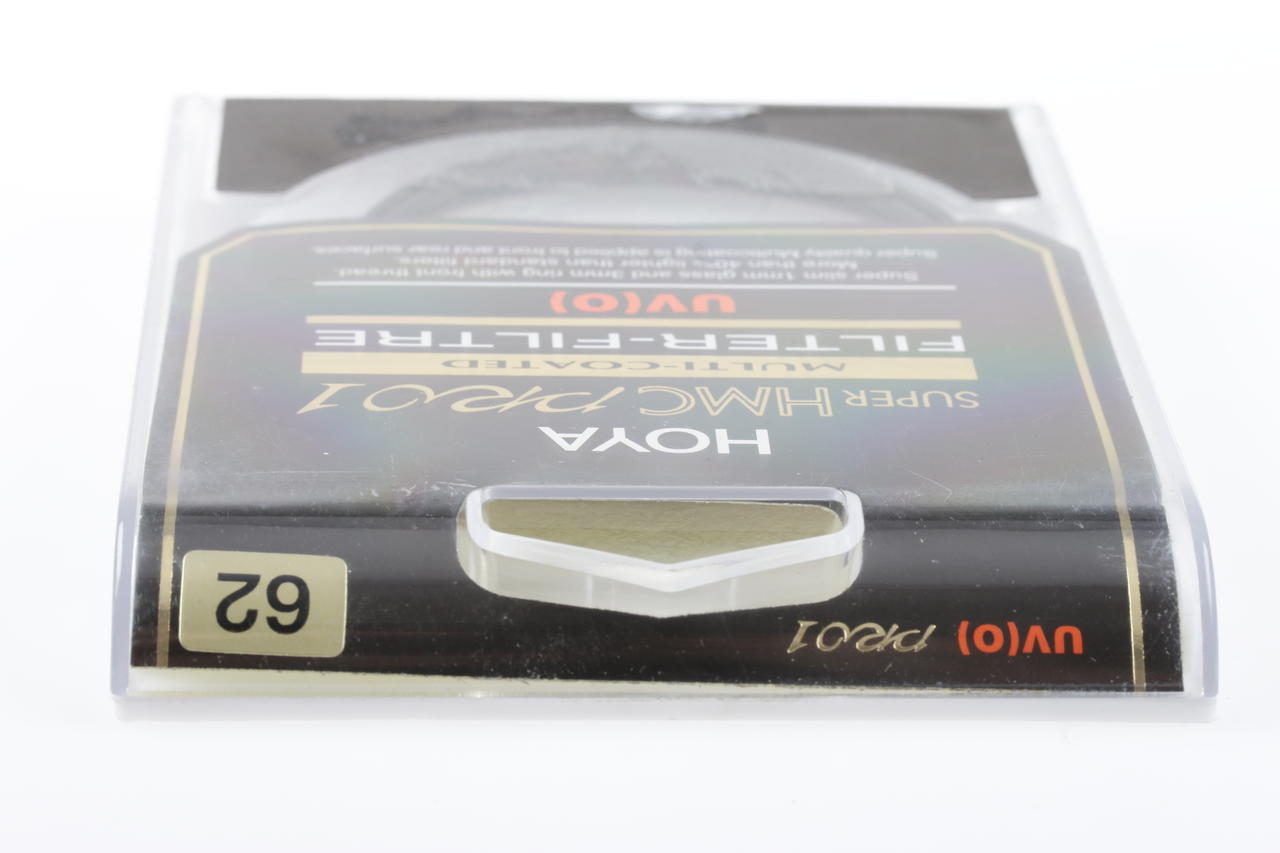 UV(O) PRO1
62
HOYA
SUPER HMC PRO1
MULTI-COATED
FILTER-FILTRE
UV(O)
Super slim 1mm glass and 3mm ring with front thread.
More than 40% lighter than standard filters.
Super quality Multicoating is applied to front and rear surfaces.